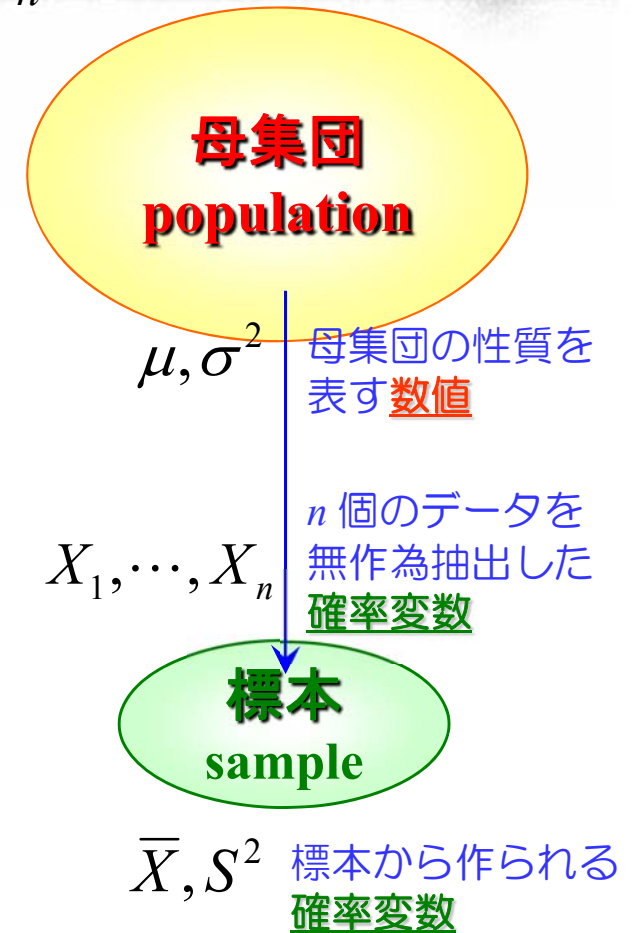 n
母集団
population
μ, σ²
母集団の性質を
表す数値
n 個のデータを
無作為抽出した
確率変数
X₁, ⋯, Xₙ
標本
sample
X̅, S²
標本から作られる
確率変数